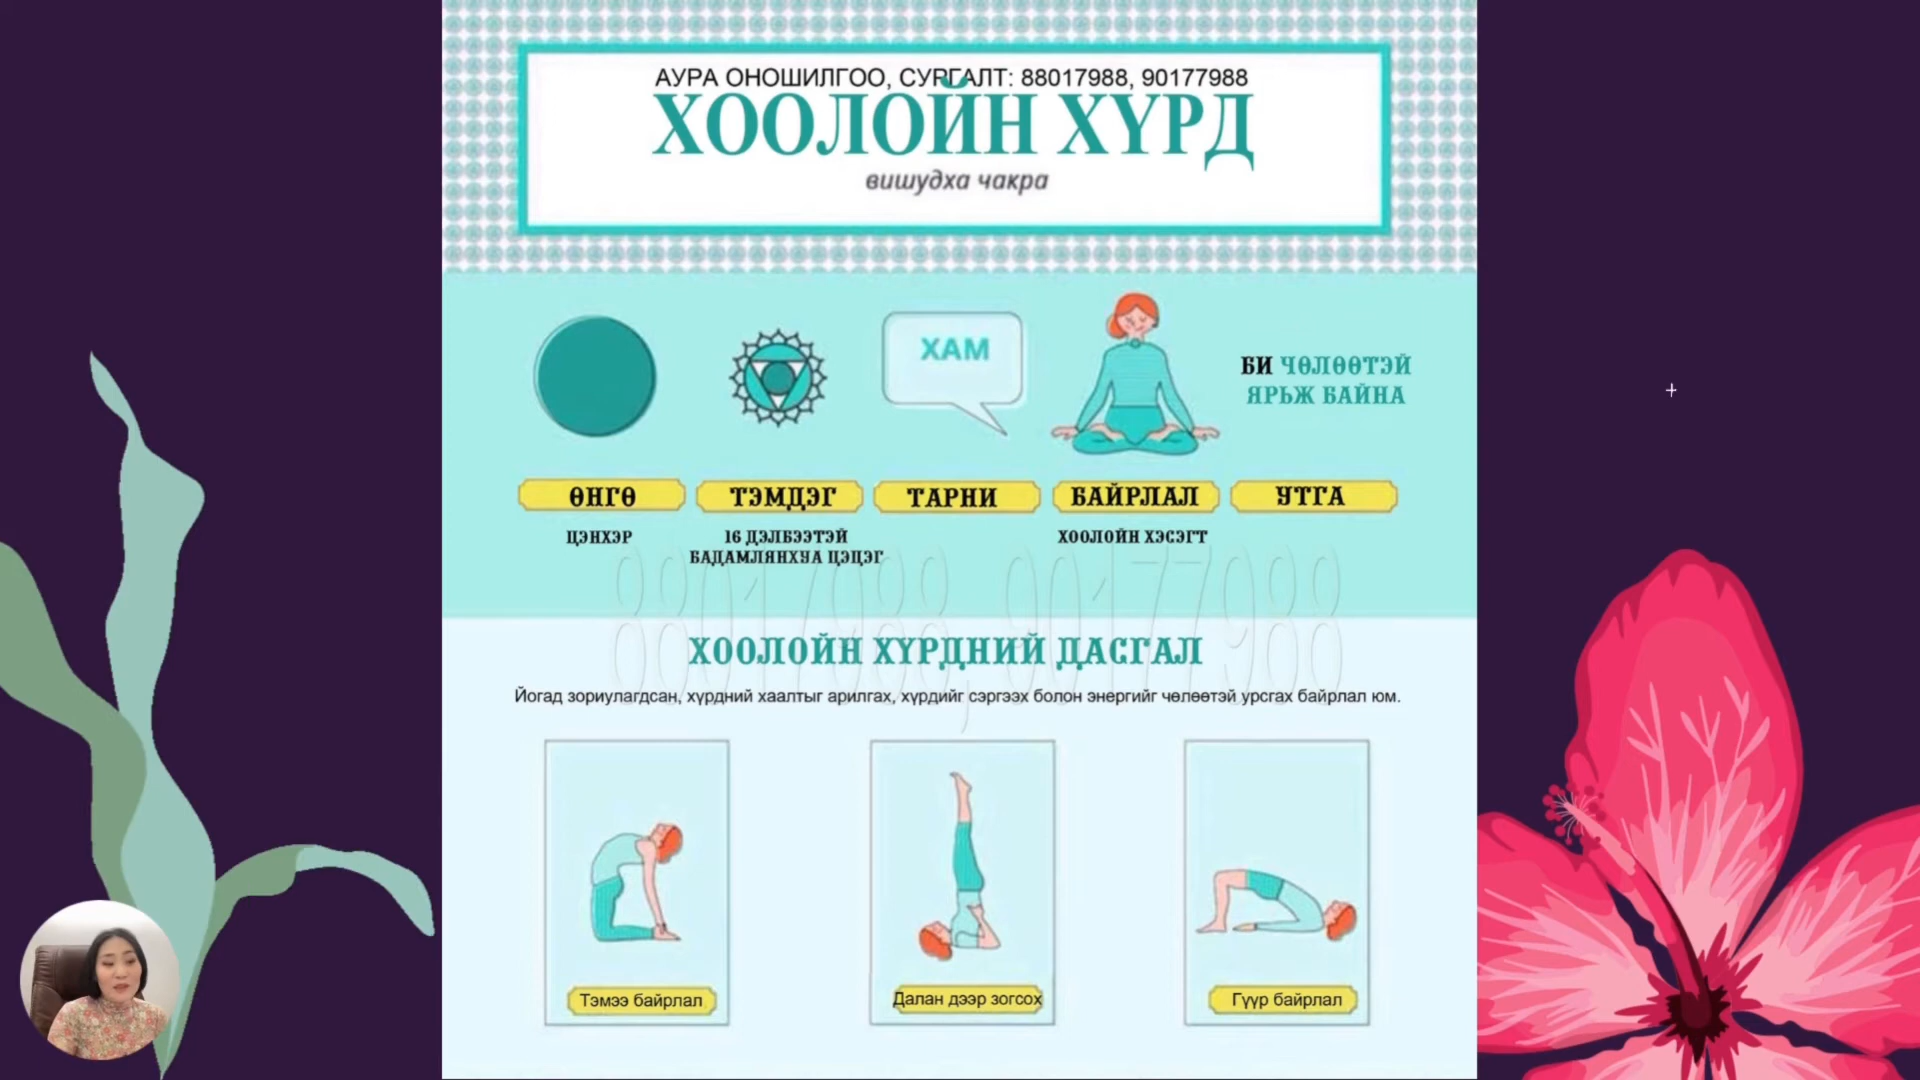 АУРА ОНОШИЛГОО, СУРГАЛТ: 88017988, 90177988
ХООЛОЙН ХҮРД
вишудха чакра
ХАМ
БИ ЧӨЛӨӨТЭЙ
ЯРЬЖ БАЙНА
ӨНГӨ
ТЭМДЭГ
ТАРНИ
БАЙРЛАЛ
УТГА
ЦЭНХЭР
16 ДЭЛБЭЭТЭЙ
БАДАМЛЯНХУА ЦЭЦЭГ
ХООЛОЙН ХЭСЭГТ
88017988, 90177988
ХООЛОЙН ХҮРДНИЙ ДАСГАЛ
Йогад зориулагдсан, хүрдний хаалтыг арилгах, хүрдийг сэргээх болон энергийг чөлөөтэй урсгах байрлал юм.
Тэмээ байрлал
Далан дээр зогсох
Гүүр байрлал